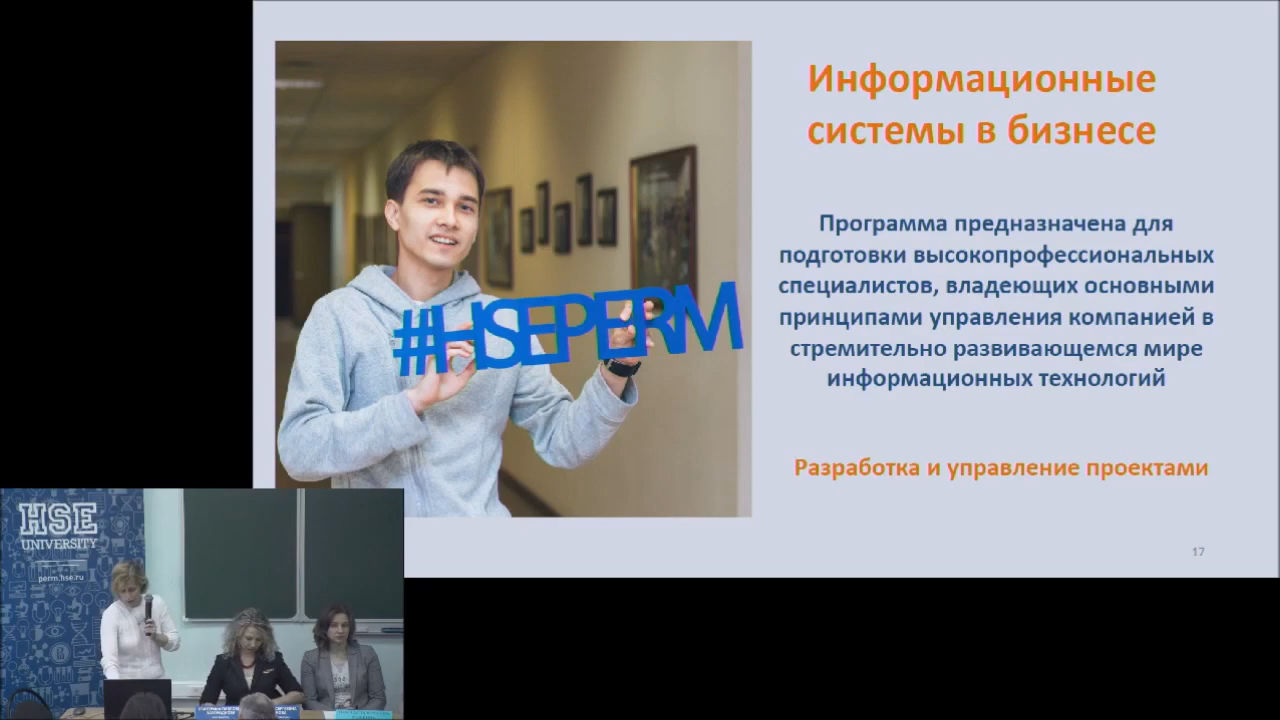 Информационные
системы в бизнесе
#HSEPERM
Программа предназначена для
подготовки высокопрофессиональных
специалистов, владеющих основными
принципами управления компанией в
стремительно развивающемся мире
информационных технологий
Разработка и управление проектами
17
HSE
UNIVERSITY
perm.hse.ru